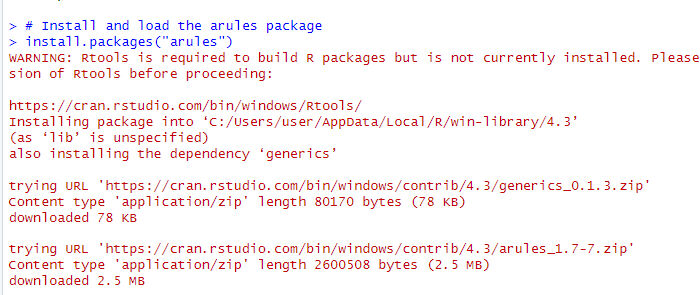 > # Install and load the arules package
> install.packages("arules")
WARNING: Rtools is required to build R packages but is not currently installed. Please
sion of Rtools before proceeding:
https://cran.rstudio.com/bin/windows/Rtools/
Installing package into ‘C:/Users/user/AppData/Local/R/win-library/4.3’
(as ‘lib’ is unspecified)
also installing the dependency ‘generics’
trying URL 'https://cran.rstudio.com/bin/windows/contrib/4.3/generics_0.1.3.zip'
Content type 'application/zip' length 80170 bytes (78 KB)
downloaded 78 KB
trying URL 'https://cran.rstudio.com/bin/windows/contrib/4.3/arules_1.7-7.zip'
Content type 'application/zip' length 2600508 bytes (2.5 MB)
downloaded 2.5 MB